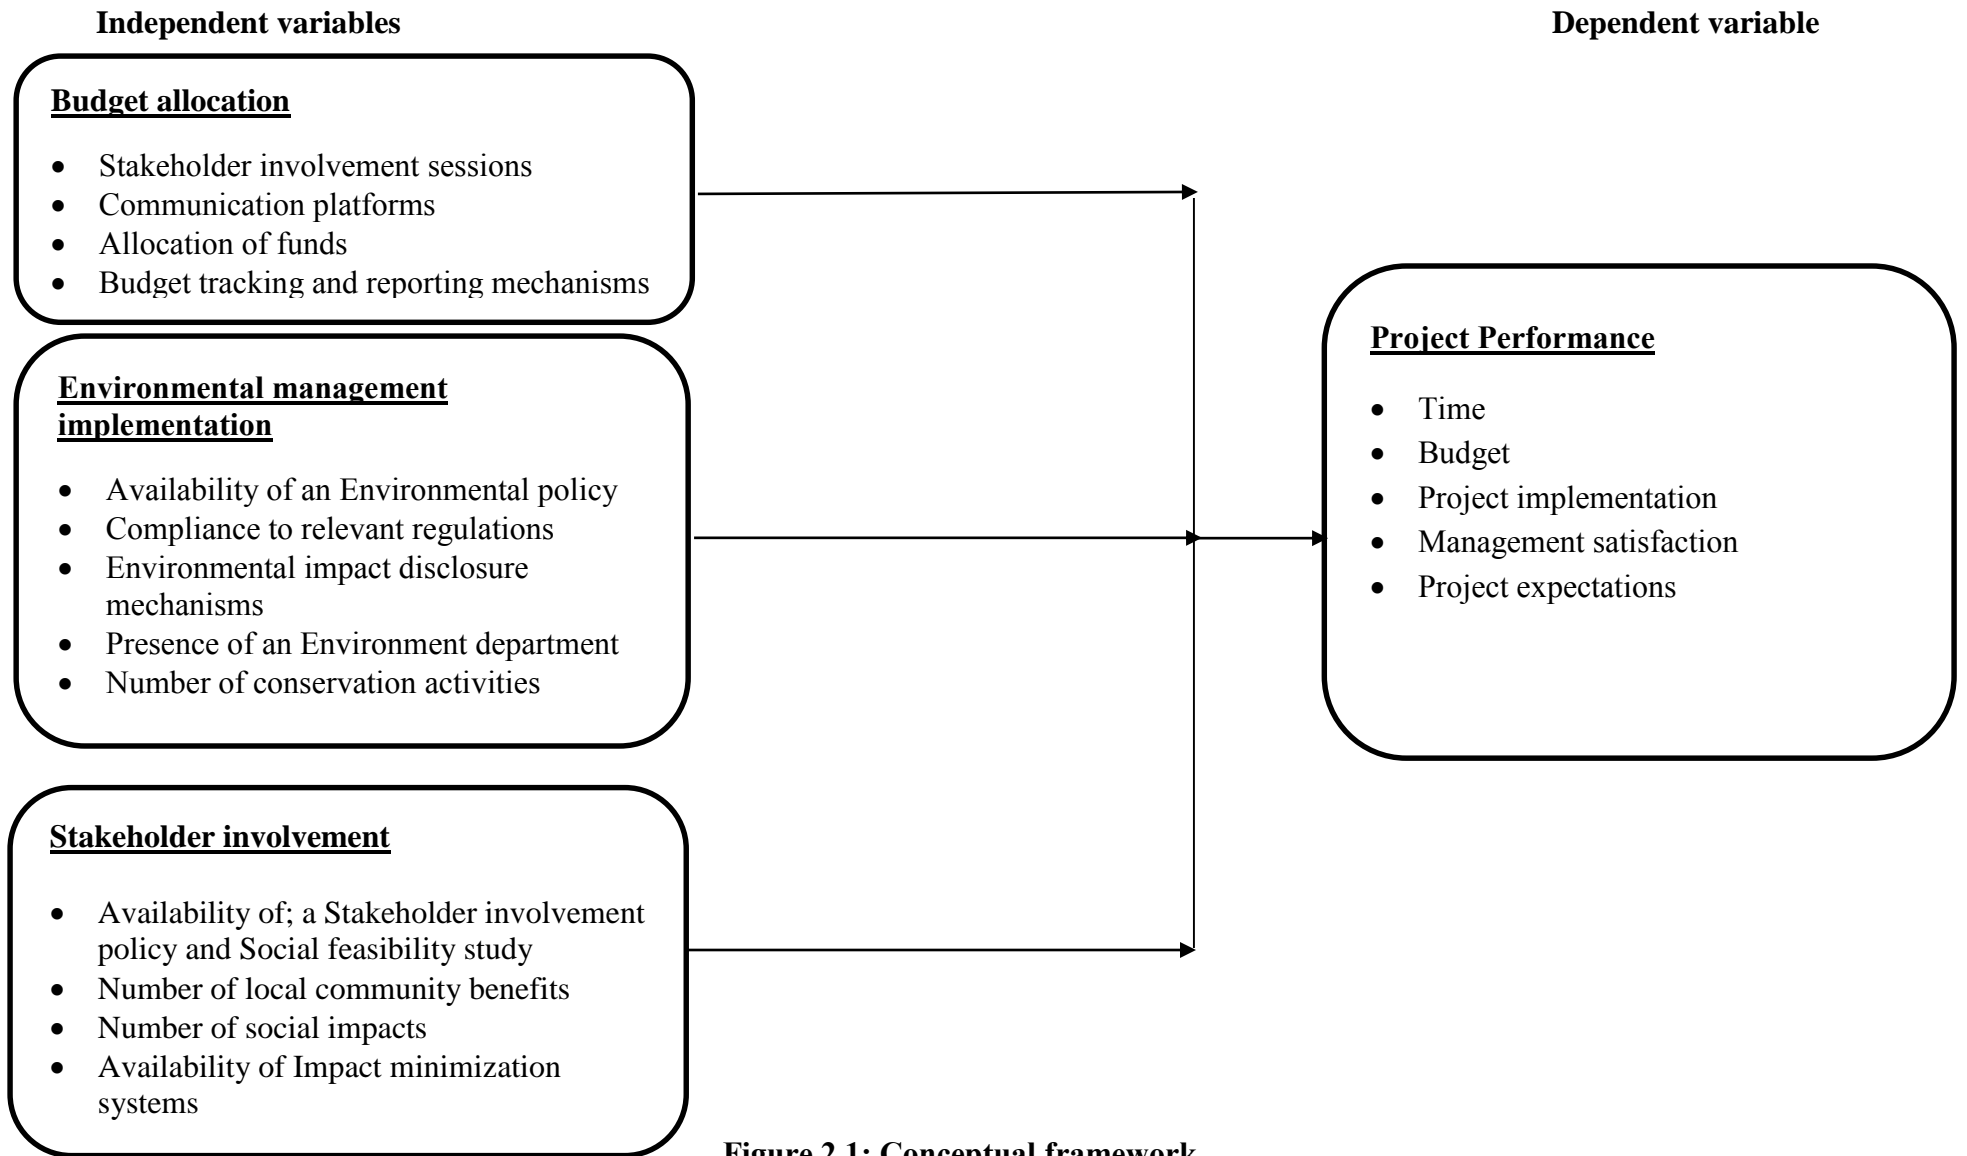 Independent variables
Dependent variable
Budget allocation
• Stakeholder involvement sessions
• Communication platforms
• Allocation of funds
• Budget tracking and reporting mechanisms
Environmental management
implementation
• Availability of an Environmental policy
• Compliance to relevant regulations
• Environmental impact disclosure
mechanisms
• Presence of an Environment department
• Number of conservation activities
Stakeholder involvement
• Availability of; a Stakeholder involvement
policy and Social feasibility study
• Number of local community benefits
• Number of social impacts
• Availability of Impact minimization
systems
Project Performance
• Time
• Budget
• Project implementation
• Management satisfaction
• Project expectations
Figure 2.1: Conceptual framework